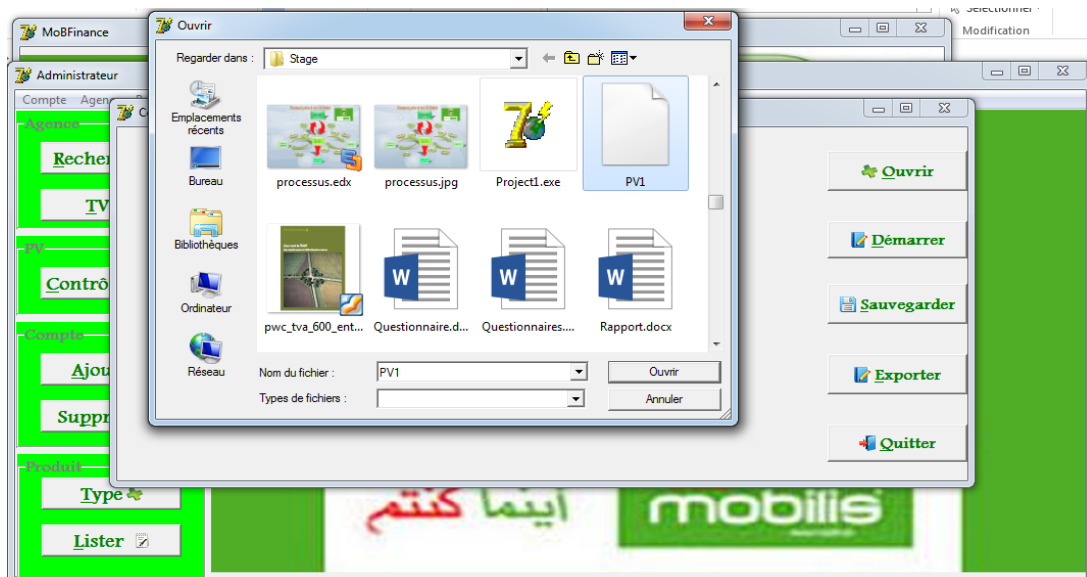 Sélectionner
Modification
MoBFinance
Ouvrir
Administrateur
Compte Agen
Regarder dans :
Stage
Emplacements
récents
Bureau
Bibliothèques
Ordinateur
Réseau
processus.edx
processus.jpg
Project1.exe
PV1
pwc_tva_600_ent...
Questionnaire.d...
Questionnaires....
Rapport.docx
Nom du fichier :
PV1
Ouvrir
Types de fichiers :
Annuler
Agence
Recher
TV
PV
Contrô
Compte
Ajou
Suppr
Produit
Type
Lister
Ouvrir
Démarrer
Sauvegarder
Exporter
Quitter
أينما كنتم
mobilis